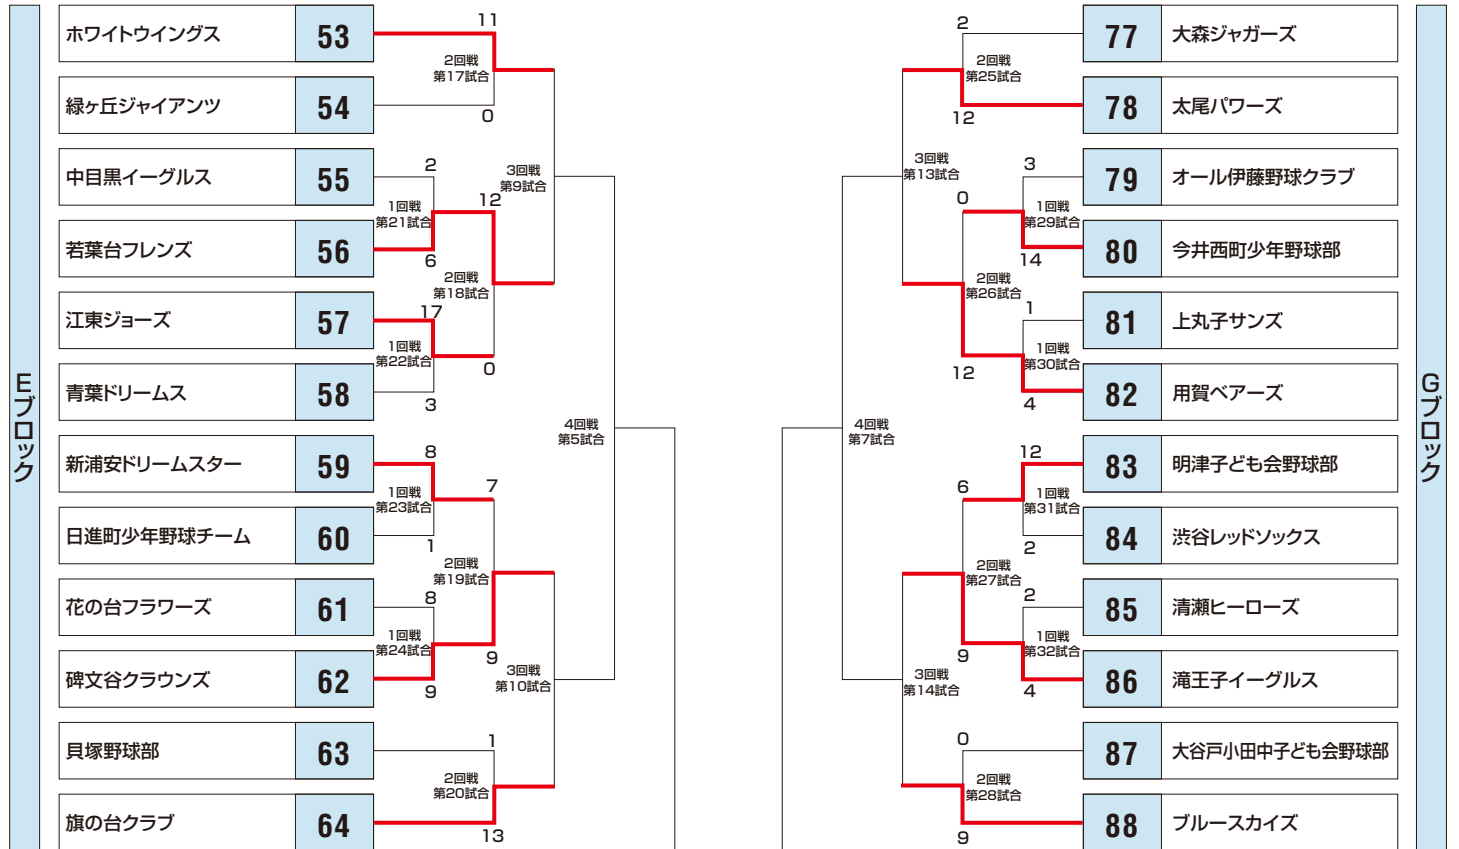 Eブロック
ホワイトウイングス 53
緑ヶ丘ジャイアンツ 54
中目黒イーグルス 55
若葉台フレンズ 56
江東ジョーズ 57
青葉ドリームス 58
新浦安ドリームスター 59
日進町少年野球チーム 60
花の台フラワーズ 61
碑文谷クラウンズ 62
貝塚野球部 63
旗の台クラブ 64
2
1回戦
第21試合
6
17
1回戦
第22試合
3
8
1回戦
第23試合
1
8
1回戦
第24試合
9
11
2回戦
第17試合
0
12
2回戦
第18試合
0
7
2回戦
第19試合
9
1
2回戦
第20試合
13
3回戦
第9試合
3回戦
第10試合
4回戦
第5試合
4回戦
第7試合
3回戦
第13試合
3回戦
第14試合
2
2回戦
第25試合
12
0
2回戦
第26試合
12
6
2回戦
第27試合
9
0
2回戦
第28試合
9
3
1回戦
第29試合
14
1
1回戦
第30試合
4
12
1回戦
第31試合
2
2
1回戦
第32試合
4
77 大森ジャガーズ
78 太尾パワーズ
79 オール伊藤野球クラブ
80 今井西町少年野球部
81 上丸子サンズ
82 用賀ベアーズ
83 明津子ども会野球部
84 渋谷レッドソックス
85 清瀬ヒーローズ
86 滝王子イーグルス
87 大谷戸小田中子ども会野球部
88 ブルースカイズ
Gブロック